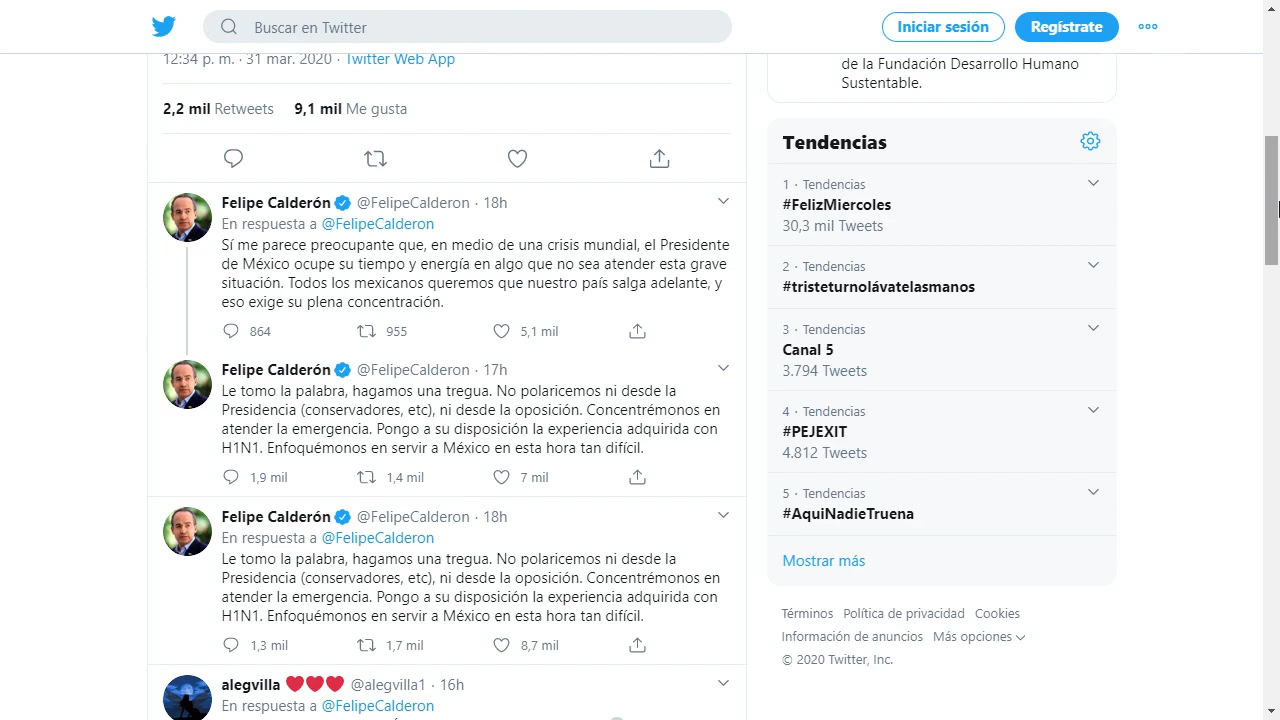 Buscar en Twitter
Iniciar sesión
Regístrate
12:34 p. m. · 31 mar. 2020 · Twitter Web App
2,2 mil Retweets 9,1 mil Me gusta
Felipe Calderón @FelipeCalderon · 18h
En respuesta a @FelipeCalderon
Sí me parece preocupante que, en medio de una crisis mundial, el Presidente
de México ocupe su tiempo y energía en algo que no sea atender esta grave
situación. Todos los mexicanos queremos que nuestro país salga adelante, y
eso exige su plena concentración.
864 955 5,1 mil
Felipe Calderón @FelipeCalderon · 17h
Le tomo la palabra, hagamos una tregua. No polaricemos ni desde la
Presidencia (conservadores, etc), ni desde la oposición. Concentrémonos en
atender la emergencia. Pongo a su disposición la experiencia adquirida con
H1N1. Enfoquémonos en servir a México en esta hora tan difícil.
1,9 mil 1,4 mil 7 mil
Felipe Calderón @FelipeCalderon · 18h
En respuesta a @FelipeCalderon
Le tomo la palabra, hagamos una tregua. No polaricemos ni desde la
Presidencia (conservadores, etc), ni desde la oposición. Concentrémonos en
atender la emergencia. Pongo a su disposición la experiencia adquirida con
H1N1. Enfoquémonos en servir a México en esta hora tan difícil.
1,3 mil 1,7 mil 8,7 mil
alegvilla ❤❤❤ @alegvilla1 · 16h
En respuesta a @FelipeCalderon
de la Fundación Desarrollo Humano
Sustentable.
Tendencias
1 · Tendencias
#FelizMiercoles
30,3 mil Tweets
2 · Tendencias
#tristeturnolávatelasmanos
3 · Tendencias
Canal 5
3.794 Tweets
4 · Tendencias
#PEJEXIT
4.812 Tweets
5 · Tendencias
#AquiNadieTruena
Mostrar más
Términos Política de privacidad Cookies
Información de anuncios Más opciones
© 2020 Twitter, Inc.